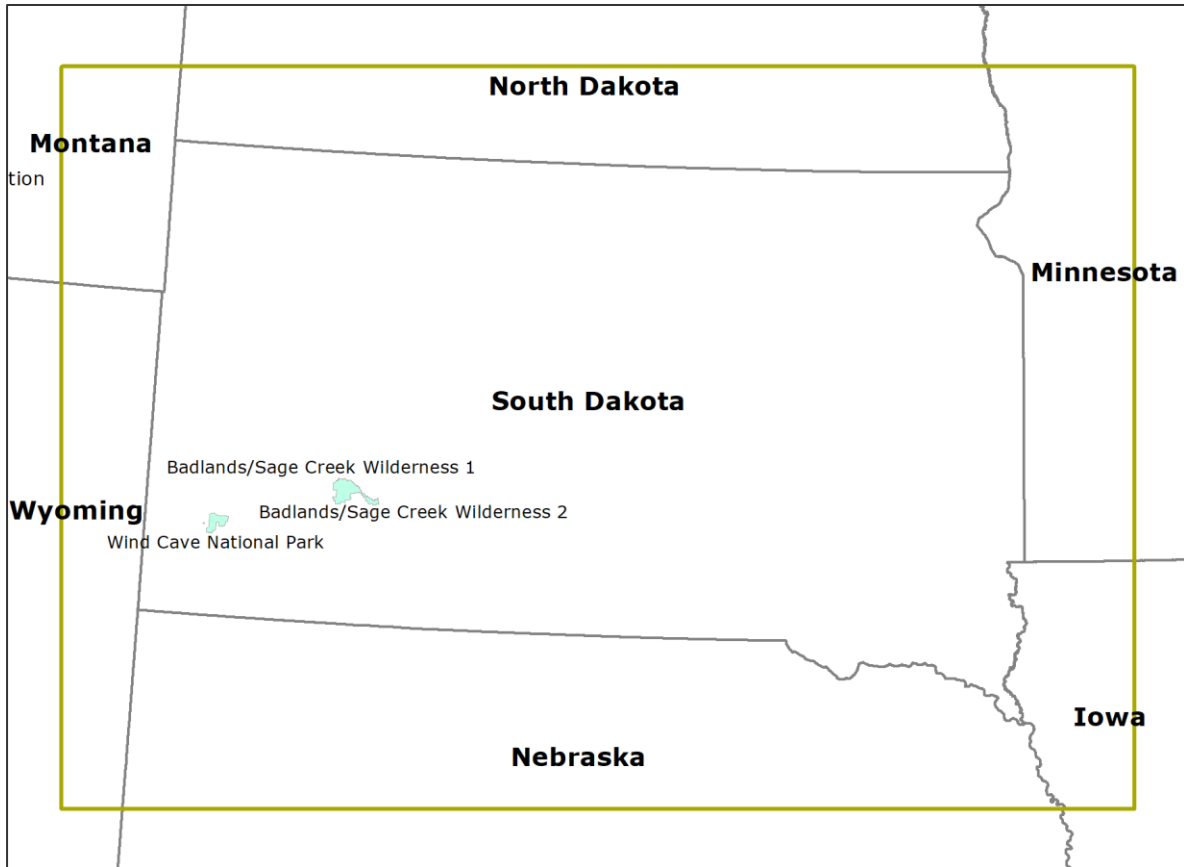 North Dakota
Montana
tion
Minnesota
South Dakota
Badlands/Sage Creek Wilderness 1
Wyoming
Badlands/Sage Creek Wilderness 2
Wind Cave National Park
Iowa
Nebraska